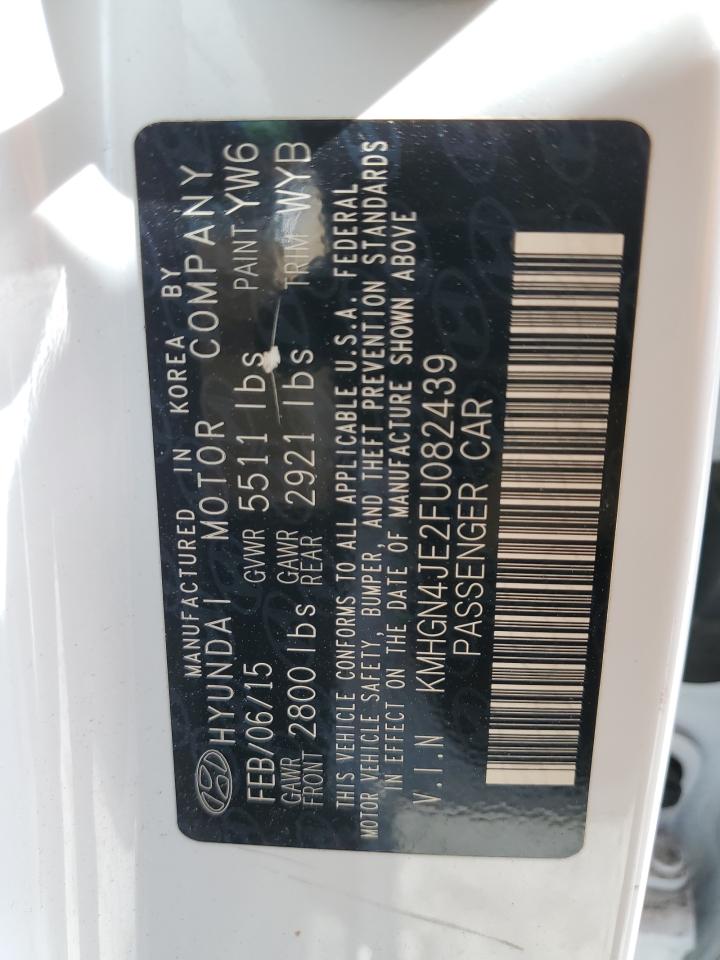 MANUFACTURED IN KOREA BY
HYUNDAI MOTOR COMPANY
FEB/06/15 GVWR 5511 lbs PAINT YW6
GAWR FRONT 2800 lbs GAWR REAR 2921 lbs TRIM WYB
THIS VEHICLE CONFORMS TO ALL APPLICABLE U.S.A. FEDERAL
MOTOR VEHICLE SAFETY, BUMPER, AND THEFT PREVENTION STANDARDS
IN EFFECT ON THE DATE OF MANUFACTURE SHOWN ABOVE
V.I.N KMHGN4JE2FU082439
PASSENGER CAR